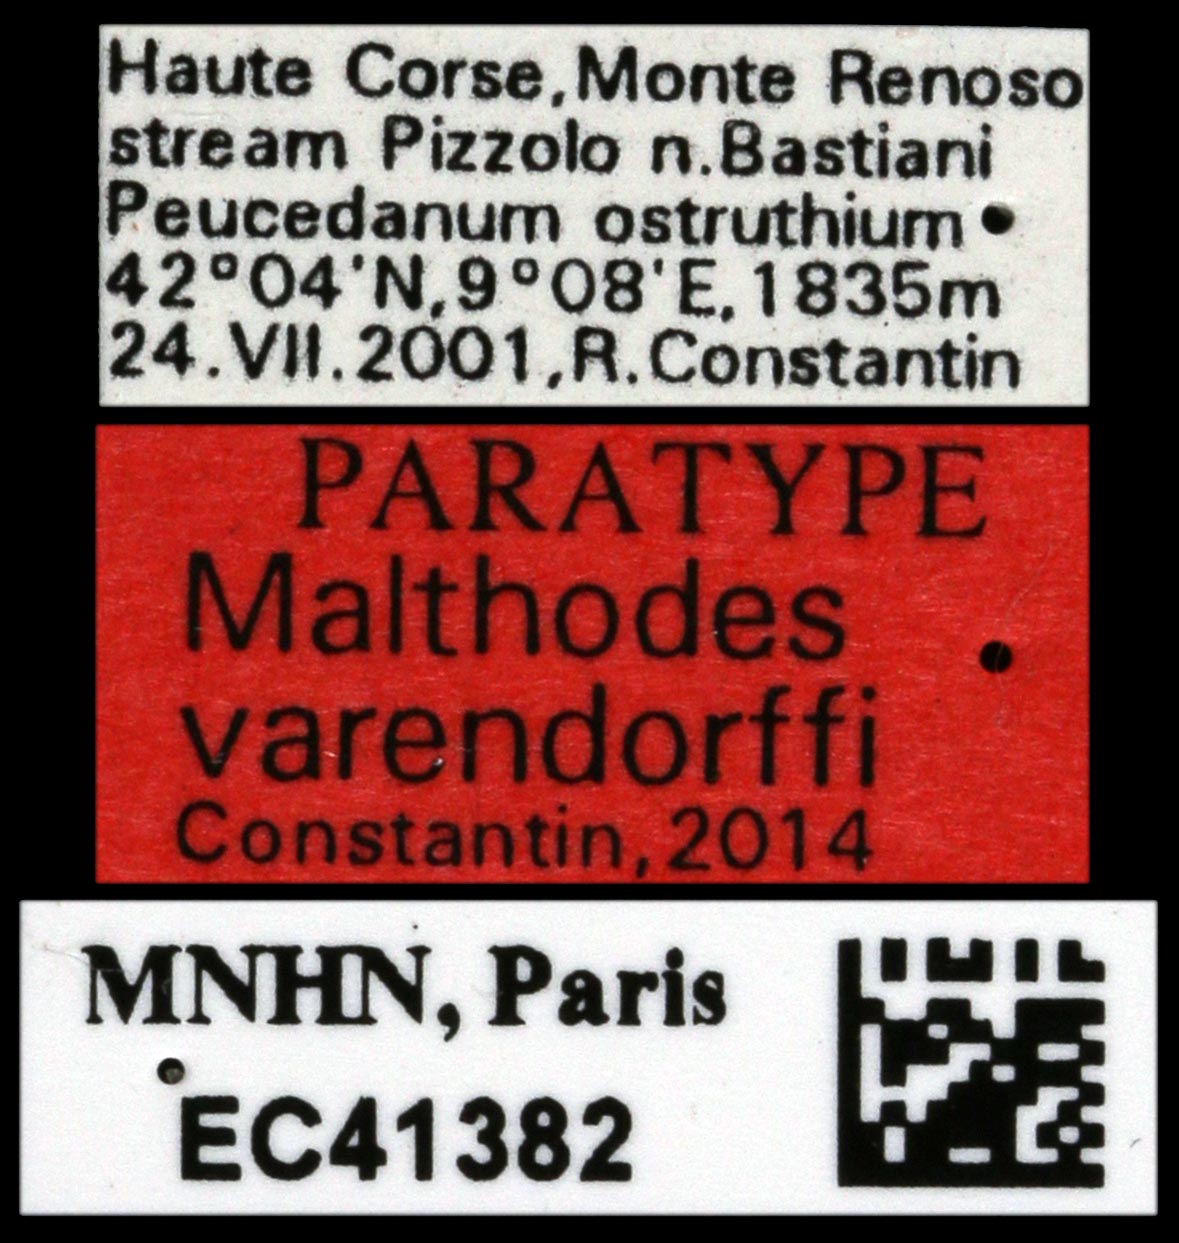 Haute Corse,Monte Renoso
stream Pizzolo n.Bastiani
Peucedanum ostruthium
42°04'N,9°08'E,1835m
24.VII.2001,R.Constantin
PARATYPE
Malthodes
varendorffi
Constantin,2014
MNHN, Paris
EC41382